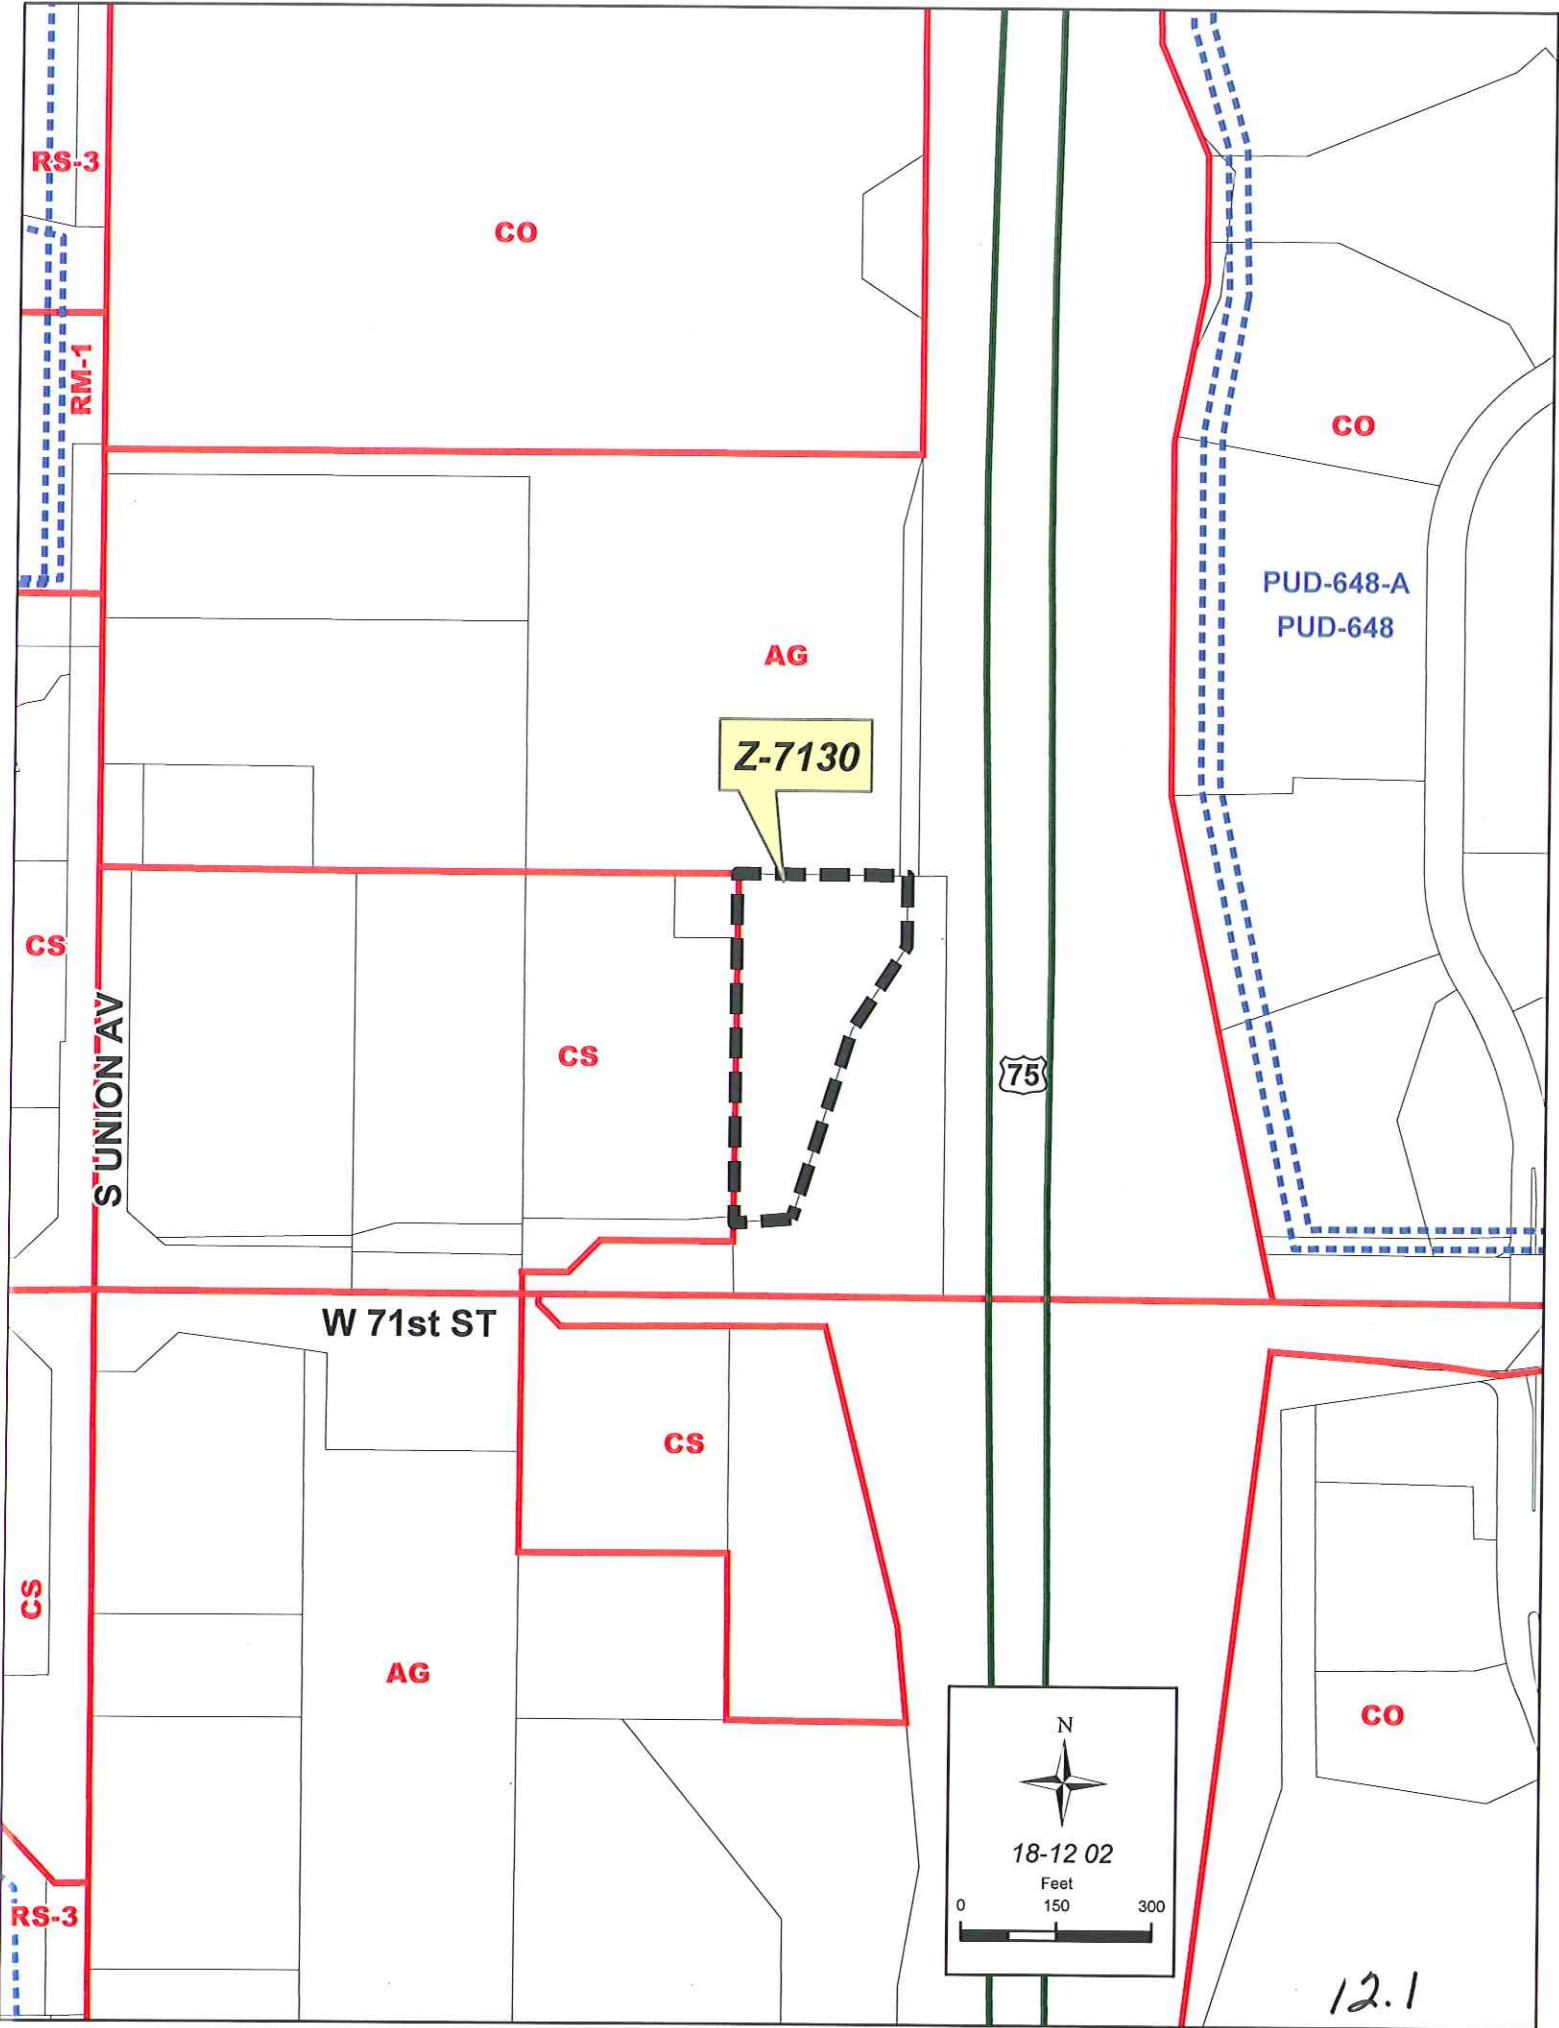 RS-3
CO
RM-1
CO
PUD-648-A
PUD-648
AG
Z-7130
CS
S UNION AV
CS
75
W 71st ST
CS
CS
AG
CO
N
18-12 02
Feet
0 150 300
RS-3
12.1